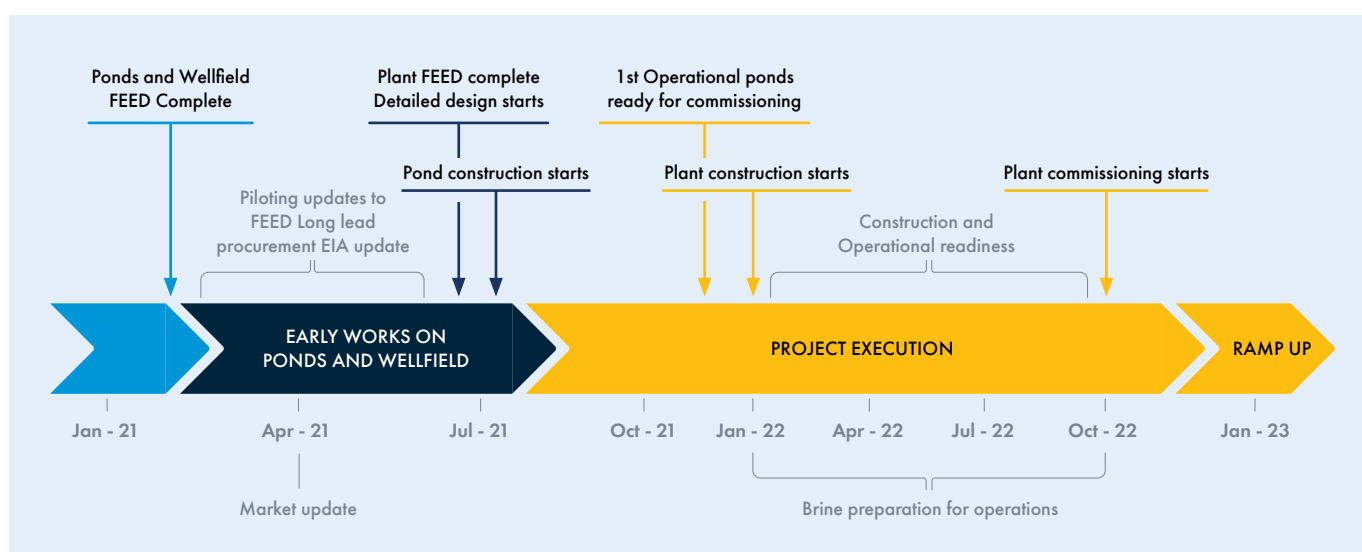 Ponds and Wellfield
FEED Complete
Plant FEED complete
Detailed design starts
1st Operational ponds
ready for commissioning
Pond construction starts
Plant construction starts
Plant commissioning starts
Piloting updates to
FEED Long lead
procurement EIA update
Construction and
Operational readiness
EARLY WORKS ON
PONDS AND WELLFIELD
PROJECT EXECUTION
RAMP UP
Jan - 21
Apr - 21
Jul - 21
Oct - 21
Jan - 22
Apr - 22
Jul - 22
Oct - 22
Jan - 23
Market update
Brine preparation for operations